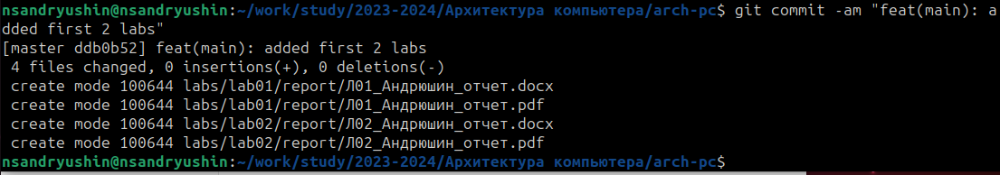 nsandryushin@nsandryushin:~/work/study/2023-2024/Архитектура компьютера/arch-pc$ git commit -am "feat(main): a
dded first 2 labs"
[master ddb0b52] feat(main): added first 2 labs
 4 files changed, 0 insertions(+), 0 deletions(-)
 create mode 100644 labs/lab01/report/Л01_Андрюшин_отчет.docx
 create mode 100644 labs/lab01/report/Л01_Андрюшин_отчет.pdf
 create mode 100644 labs/lab02/report/Л02_Андрюшин_отчет.docx
 create mode 100644 labs/lab02/report/Л02_Андрюшин_отчет.pdf
nsandryushin@nsandryushin:~/work/study/2023-2024/Архитектура компьютера/arch-pc$